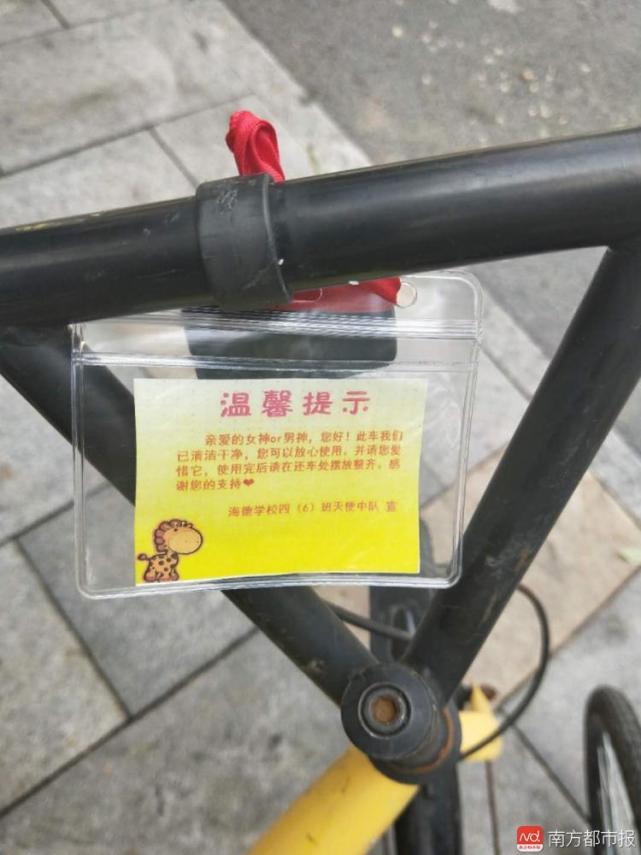 温馨提示
亲爱的女神or男神，您好！此车我们
已清洁干净，您可以放心使用，并请您爱
惜它，使用完后请在还车处摆放整齐，感
谢您的支持❤
海德学校四（6）班天使中队 宣
南方都市报